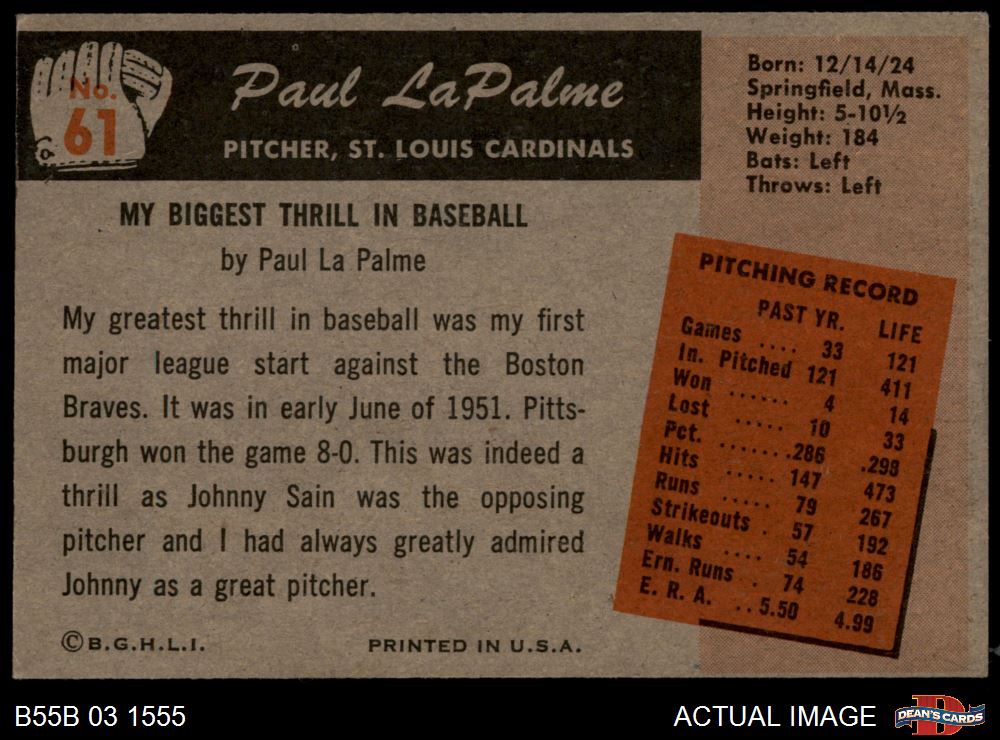 No.
61
Paul LaPalme
PITCHER, ST. LOUIS CARDINALS
Born: 12/14/24
Springfield, Mass.
Height: 5-10½
Weight: 184
Bats: Left
Throws: Left
MY BIGGEST THRILL IN BASEBALL
by Paul La Palme
My greatest thrill in baseball was my first
major league start against the Boston
Braves. It was in early June of 1951. Pitts-
burgh won the game 8-0. This was indeed a
thrill as Johnny Sain was the opposing
pitcher and I had always greatly admired
Johnny as a great pitcher.
©B.G.H.L.I. PRINTED IN U.S.A.
PITCHING RECORD
PAST YR. LIFE
Games .... 33 121
In. Pitched 121 411
Won ...... 4 14
Lost ..... 10 33
Pct. .......286 .298
Hits ..... 147 473
Runs ..... 79 267
Strikeouts . 57 192
Walks .... 54 186
Ern. Runs . 74 228
E. R. A. ..5.50 4.99
B55B 03 1555
ACTUAL IMAGE
D
DEAN'S CARDS